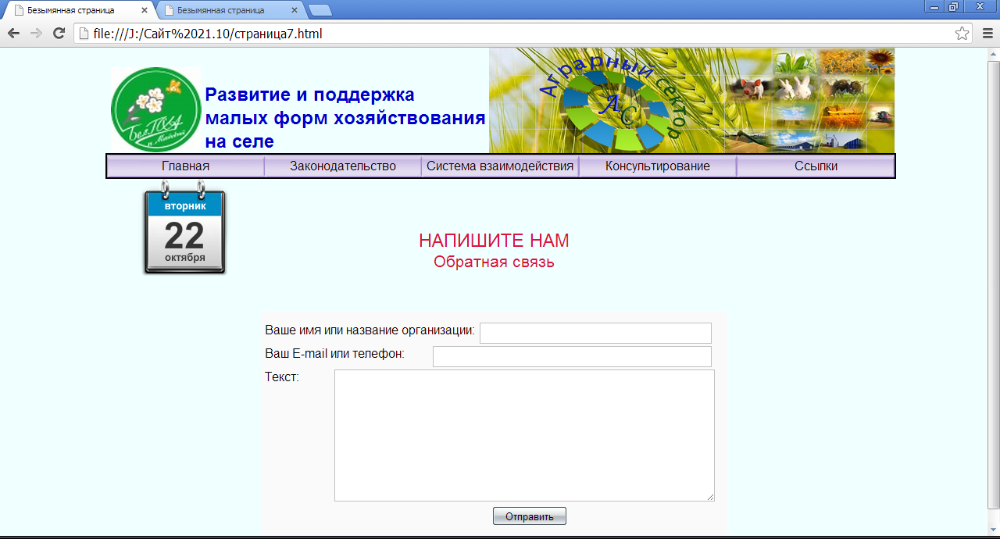 Безымянная страница
Безымянная страница
file:///J:/Сайт%2021.10/страница7.html
БелГСХА
п. Майский
Развитие и поддержка
малых форм хозяйствования
на селе
Аграрный сектор
АС
Главная
Законодательство
Система взаимодействия
Консультирование
Ссылки
вторник
22
октября
НАПИШИТЕ НАМ
Обратная связь
Ваше имя или название организации:
Ваш E-mail или телефон:
Текст:
Отправить